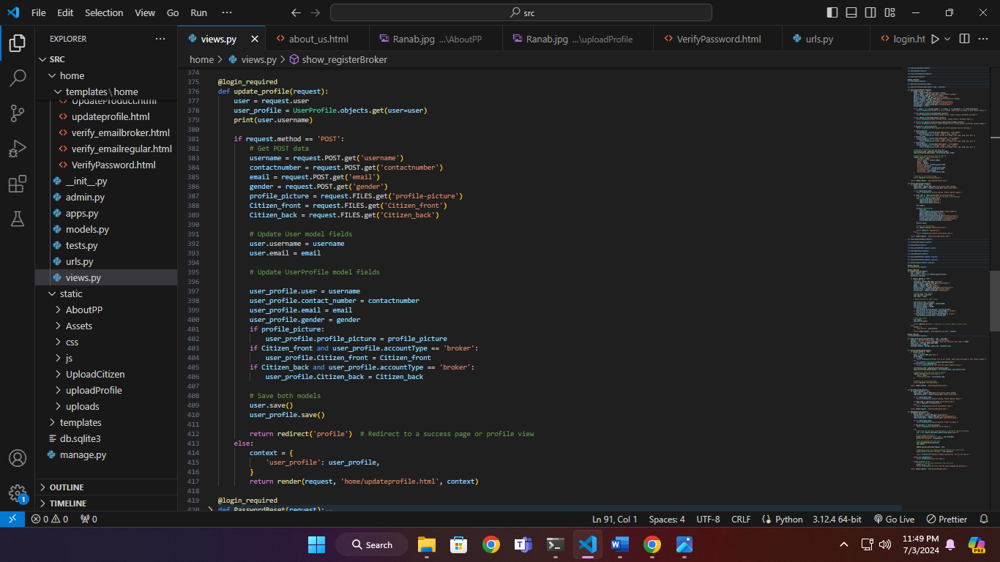 File Edit Selection View Go Run ··· src
EXPLORER ···
views.py about_us.html Ranab.jpg ...\AboutPP Ranab.jpg ...\uploadProfile VerifyPassword.html urls.py login.ht ···
home > views.py > show_registerBroker
SRC
home
templates\home
UpdateProduct.html
updateprofile.html
verify_emailbroker.html
verify_emailregular.html
VerifyPassword.html
__init__.py
admin.py
apps.py
models.py
tests.py
urls.py
views.py
static
AboutPP
Assets
css
js
UploadCitizen
uploadProfile
uploads
templates
db.sqlite3
manage.py
OUTLINE
TIMELINE
374
375 @login_required
376 def update_profile(request):
377 user = request.user
378 user_profile = UserProfile.objects.get(user=user)
379 print(user.username)
380
381 if request.method == 'POST':
382 # Get POST data
383 username = request.POST.get('username')
384 contactnumber = request.POST.get('contactnumber')
385 email = request.POST.get('email')
386 gender = request.POST.get('gender')
387 profile_picture = request.FILES.get('profile-picture')
388 Citizen_front = request.FILES.get('Citizen_front')
389 Citizen_back = request.FILES.get('Citizen_back')
390
391 # Update User model fields
392 user.username = username
393 user.email = email
394
395 # Update UserProfile model fields
396
397 user_profile.user = username
398 user_profile.contact_number = contactnumber
399 user_profile.email = email
400 user_profile.gender = gender
401 if profile_picture:
402 user_profile.profile_picture = profile_picture
403 if Citizen_front and user_profile.accountType == 'broker':
404 user_profile.Citizen_front = Citizen_front
405 if Citizen_back and user_profile.accountType == 'broker':
406 user_profile.Citizen_back = Citizen_back
407
408 # Save both models
409 user.save()
410 user_profile.save()
411
412 return redirect('profile') # Redirect to a success page or profile view
413 else:
414 context = {
415 'user_profile': user_profile,
416 }
417 return render(request, 'home/updateprofile.html', context)
418
419 @login_required
420 def PasswordReset(request): ...
1
0 0 0 Ln 91, Col 1 Spaces: 4 UTF-8 CRLF {} Python 3.12.4 64-bit Go Live Prettier
Search 11:49 PM
7/3/2024
PRE